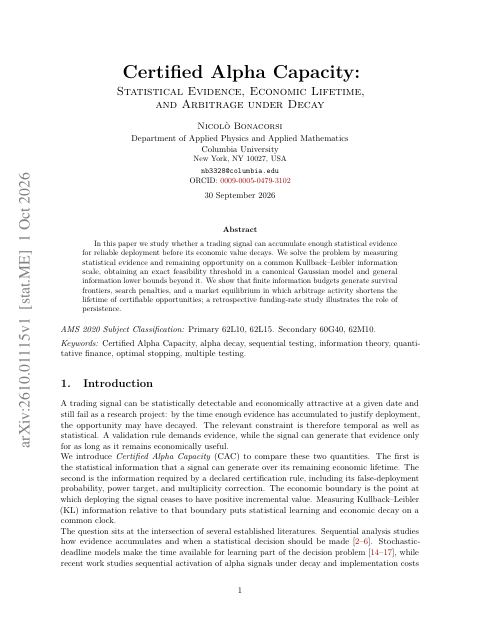 Certified Alpha Capacity:
Statistical Evidence, Economic Lifetime,
and Arbitrage under Decay
Nicolò Bonacorsi
Department of Applied Physics and Applied Mathematics
Columbia University
New York, NY 10027, USA
nb3328@columbia.edu
ORCID: 0009-0005-0479-3102
30 September 2026
Abstract
In this paper we study whether a trading signal can accumulate enough statistical evidence
for reliable deployment before its economic value decays. We solve the problem by measuring
statistical evidence and remaining opportunity on a common Kullback–Leibler information
scale, obtaining an exact feasibility threshold in a canonical Gaussian model and general
information lower bounds beyond it. We show that finite information budgets generate survival
frontiers, search penalties, and a market equilibrium in which arbitrage activity shortens the
lifetime of certifiable opportunities; a retrospective funding-rate study illustrates the role of
persistence.
AMS 2020 Subject Classification: Primary 62L10, 62L15. Secondary 60G40, 62M10.
Keywords: Certified Alpha Capacity, alpha decay, sequential testing, information theory, quanti-
tative finance, optimal stopping, multiple testing.
1. Introduction
A trading signal can be statistically detectable and economically attractive at a given date and
still fail as a research project: by the time enough evidence has accumulated to justify deployment,
the opportunity may have decayed. The relevant constraint is therefore temporal as well as
statistical. A validation rule demands evidence, while the signal can generate that evidence only
for as long as it remains economically useful.
We introduce Certified Alpha Capacity (CAC) to compare these two quantities. The first is
the statistical information that a signal can generate over its remaining economic lifetime. The
second is the information required by a declared certification rule, including its false-deployment
probability, power target, and multiplicity correction. The economic boundary is the point at
which deploying the signal ceases to have positive incremental value. Measuring Kullback–Leibler
(KL) information relative to that boundary puts statistical learning and economic decay on a
common clock.
The question sits at the intersection of several established literatures. Sequential analysis studies
how evidence accumulates and when a statistical decision should be made [2–6]. Stochastic-
deadline models make the time available for learning part of the decision problem [14–17], while
recent work studies sequential activation of alpha signals under decay and implementation costs
1
arXiv:2610.01115v1 [stat.ME] 1 Oct 2026